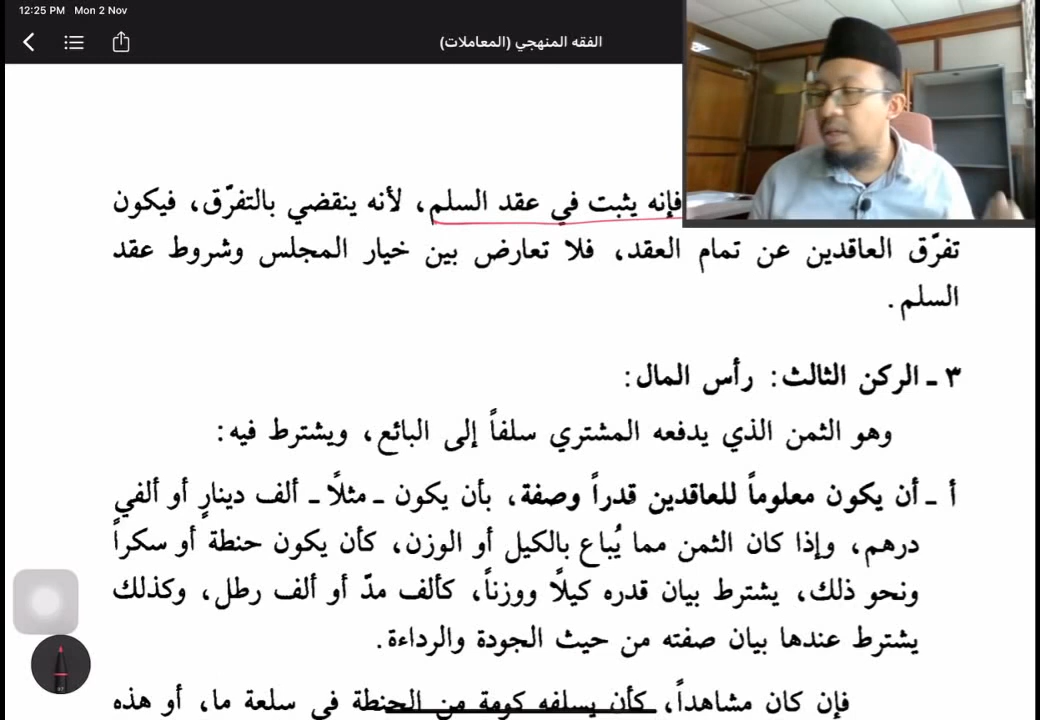 12:25 PM Mon 2 Nov
الفقه المنهجي (المعاملات)
فإنه يثبت في عقد السلم، لأنه ينقضي بالتفرّق، فيكون
تفرّق العاقدين عن تمام العقد، فلا تعارض بين خيار المجلس وشروط عقد
السلم.
٣ ـ الركن الثالث: رأس المال:
وهو الثمن الذي يدفعه المشتري سلفاً إلى البائع، ويشترط فيه:
أ ـ أن يكون معلوماً للعاقدين قدراً وصفة، بأن يكون ـ مثلاً ـ ألف دينارٍ أو ألفي
درهم، وإذا كان الثمن مما يُباع بالكيل أو الوزن، كأن يكون حنطة أو سكراً
ونحو ذلك، يشترط بيان قدره كيلاً ووزناً، كألف مدّ أو ألف رطل، وكذلك
يشترط عندها بيان صفته من حيث الجودة والرداءة.
فإن كان مشاهداً، كأن يسلفه كومة من الحنطة في سلعة ما، أو هذه